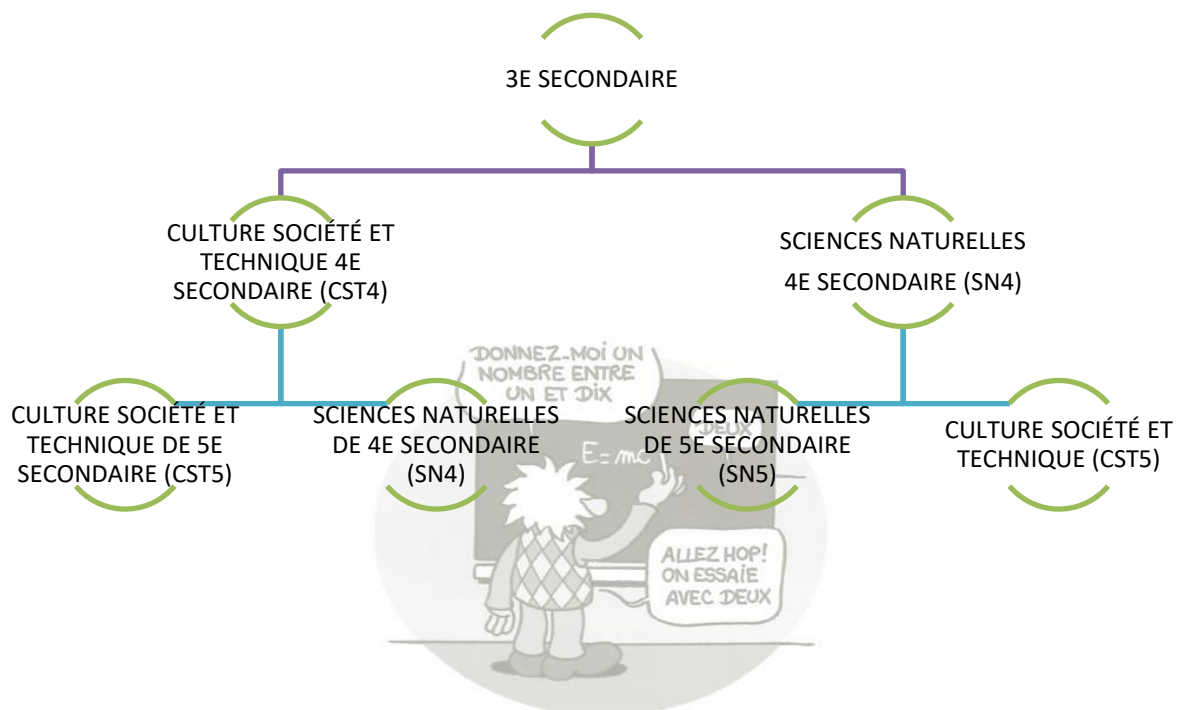 3E SECONDAIRE
CULTURE SOCIÉTÉ ET
TECHNIQUE 4E
SECONDAIRE (CST4)
SCIENCES NATURELLES
4E SECONDAIRE (SN4)
CULTURE SOCIÉTÉ ET
TECHNIQUE DE 5E
SECONDAIRE (CST5)
SCIENCES NATURELLES
DE 4E SECONDAIRE
(SN4)
SCIENCES NATURELLES
DE 5E SECONDAIRE
(SN5)
CULTURE SOCIÉTÉ ET
TECHNIQUE (CST5)
DONNEZ-MOI UN
NOMBRE ENTRE
UN ET DIX
DEUX
E=mc
ALLEZ HOP!
ON ESSAIE
AVEC DEUX